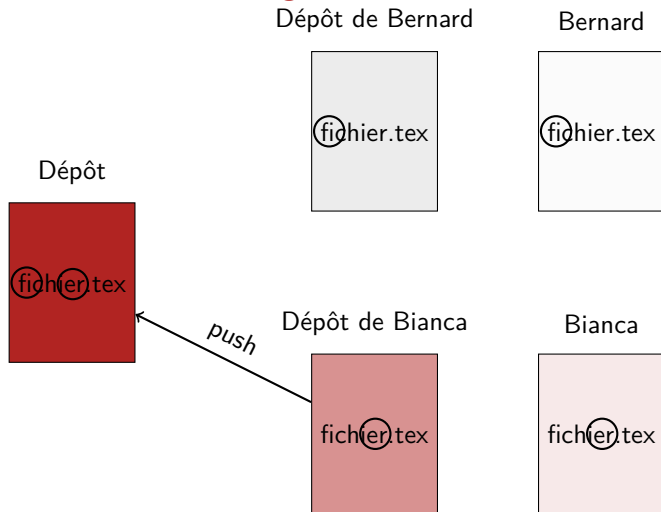 Dépôt de Bernard
Bernard
fichier.tex
fichier.tex
Dépôt
fichier.tex
push
Dépôt de Bianca
Bianca
fichier.tex
fichier.tex